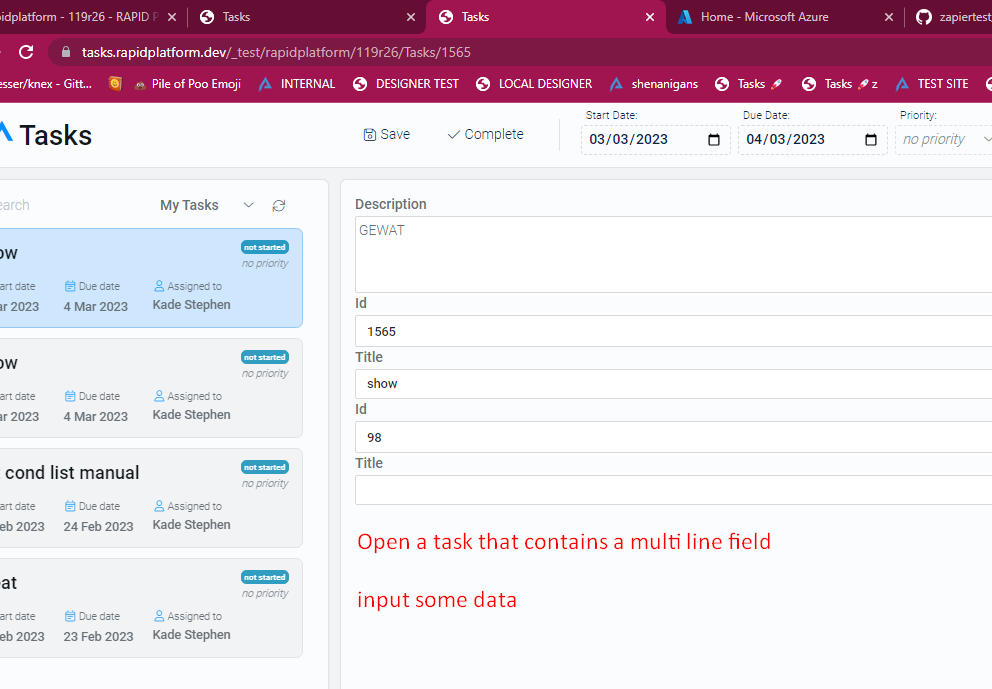 idplatform - 119r26 - RAPID P
Tasks
Tasks
Home - Microsoft Azure
zapiertest
tasks.rapidplatform.dev/_test/rapidplatform/119r26/Tasks/1565
esser/knex - Gitt...
Pile of Poo Emoji
INTERNAL
DESIGNER TEST
LOCAL DESIGNER
shenanigans
Tasks 🚀
Tasks 🚀 z
TEST SITE
Tasks
Save
Complete
Start Date:
03/03/2023
Due Date:
04/03/2023
Priority:
no priority
earch
My Tasks
ow
not started
no priority
art date
Due date
Assigned to
ar 2023
4 Mar 2023
Kade Stephen
ow
not started
no priority
art date
Due date
Assigned to
ar 2023
4 Mar 2023
Kade Stephen
cond list manual
not started
no priority
art date
Due date
Assigned to
eb 2023
24 Feb 2023
Kade Stephen
eat
not started
no priority
art date
Due date
Assigned to
eb 2023
23 Feb 2023
Kade Stephen
Description
GEWAT
Id
1565
Title
show
Id
98
Title
Open a task that contains a multi line field
input some data